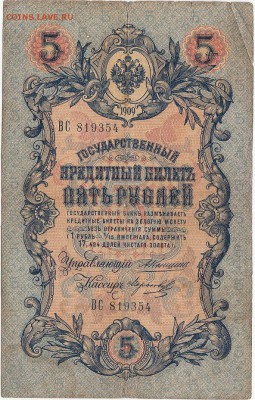 COINS.LAVE.RU
5 5
1909
ВС 819354
ГОСУДАРСТВЕННЫЙ
КРЕДИТНЫЙ БИЛЕТЪ
ПЯТЬ РУБЛЕЙ
ГОСУДАРСТВЕННЫЙ БАНКЪ РАЗМѢНИВАЕТЪ
КРЕДИТНЫЕ БИЛЕТЫ НА ЗОЛОТУЮ МОНЕТУ
БЕЗЪ ОГРАНИЧЕНІЯ СУММЫ
(1 РУБЛЬ = 1/15 ИМПЕРІАЛА, СОДЕРЖИТЪ
17,424 ДОЛЕЙ ЧИСТАГО ЗОЛОТА).
Управляющій
Кассиръ
ВС 819354
5